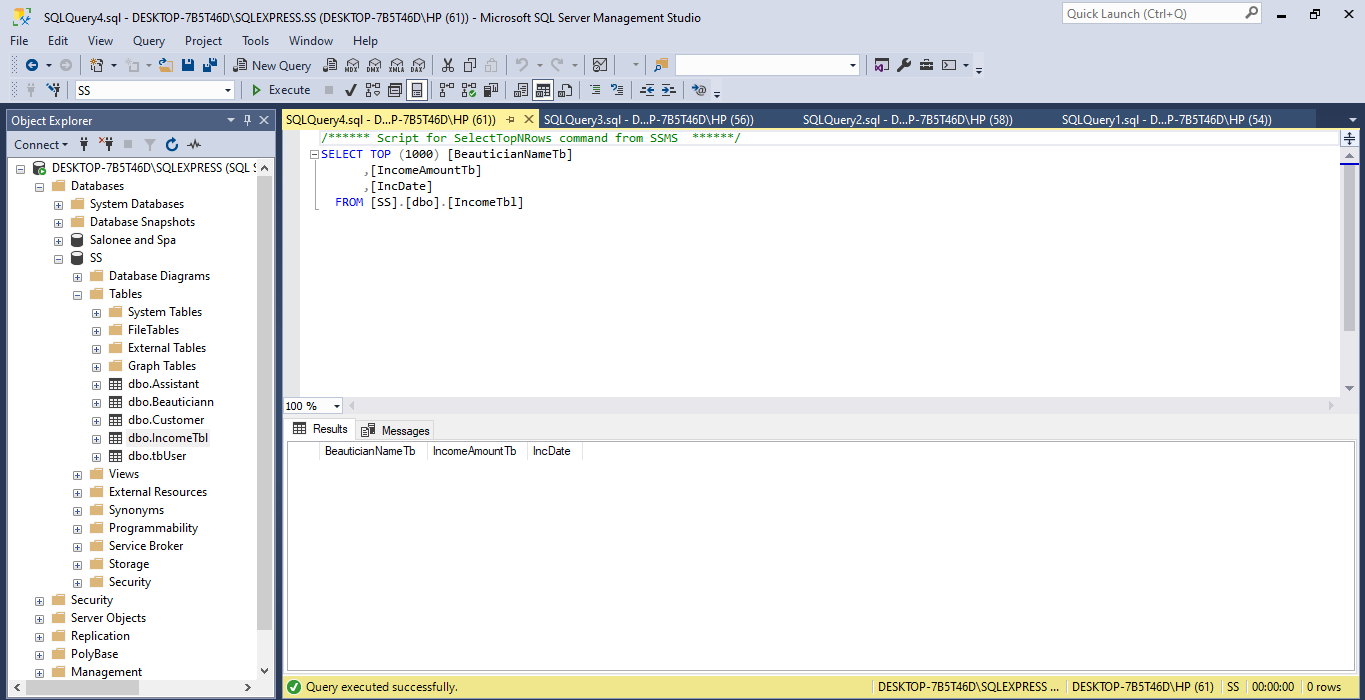 SQLQuery4.sql - DESKTOP-7B5T46D\SQLEXPRESS.SS (DESKTOP-7B5T46D\HP (61)) - Microsoft SQL Server Management Studio
Quick Launch (Ctrl+Q)
File Edit View Query Project Tools Window Help
New Query MDX DMX XMLA DAX
SS Execute
Object Explorer
Connect
DESKTOP-7B5T46D\SQLEXPRESS (SQL S
Databases
System Databases
Database Snapshots
Salonee and Spa
SS
Database Diagrams
Tables
System Tables
FileTables
External Tables
Graph Tables
dbo.Assistant
dbo.Beauticiann
dbo.Customer
dbo.IncomeTbl
dbo.tbUser
Views
External Resources
Synonyms
Programmability
Service Broker
Storage
Security
Security
Server Objects
Replication
PolyBase
Management
SQLQuery4.sql - D...P-7B5T46D\HP (61)) SQLQuery3.sql - D...P-7B5T46D\HP (56)) SQLQuery2.sql - D...P-7B5T46D\HP (58)) SQLQuery1.sql - D...P-7B5T46D\HP (54))
/****** Script for SelectTopNRows command from SSMS ******/
SELECT TOP (1000) [BeauticianNameTb]
,[IncomeAmountTb]
,[IncDate]
FROM [SS].[dbo].[IncomeTbl]
100 %
Results Messages
BeauticianNameTb IncomeAmountTb IncDate
Query executed successfully. DESKTOP-7B5T46D\SQLEXPRESS ... DESKTOP-7B5T46D\HP (61) SS 00:00:00 0 rows